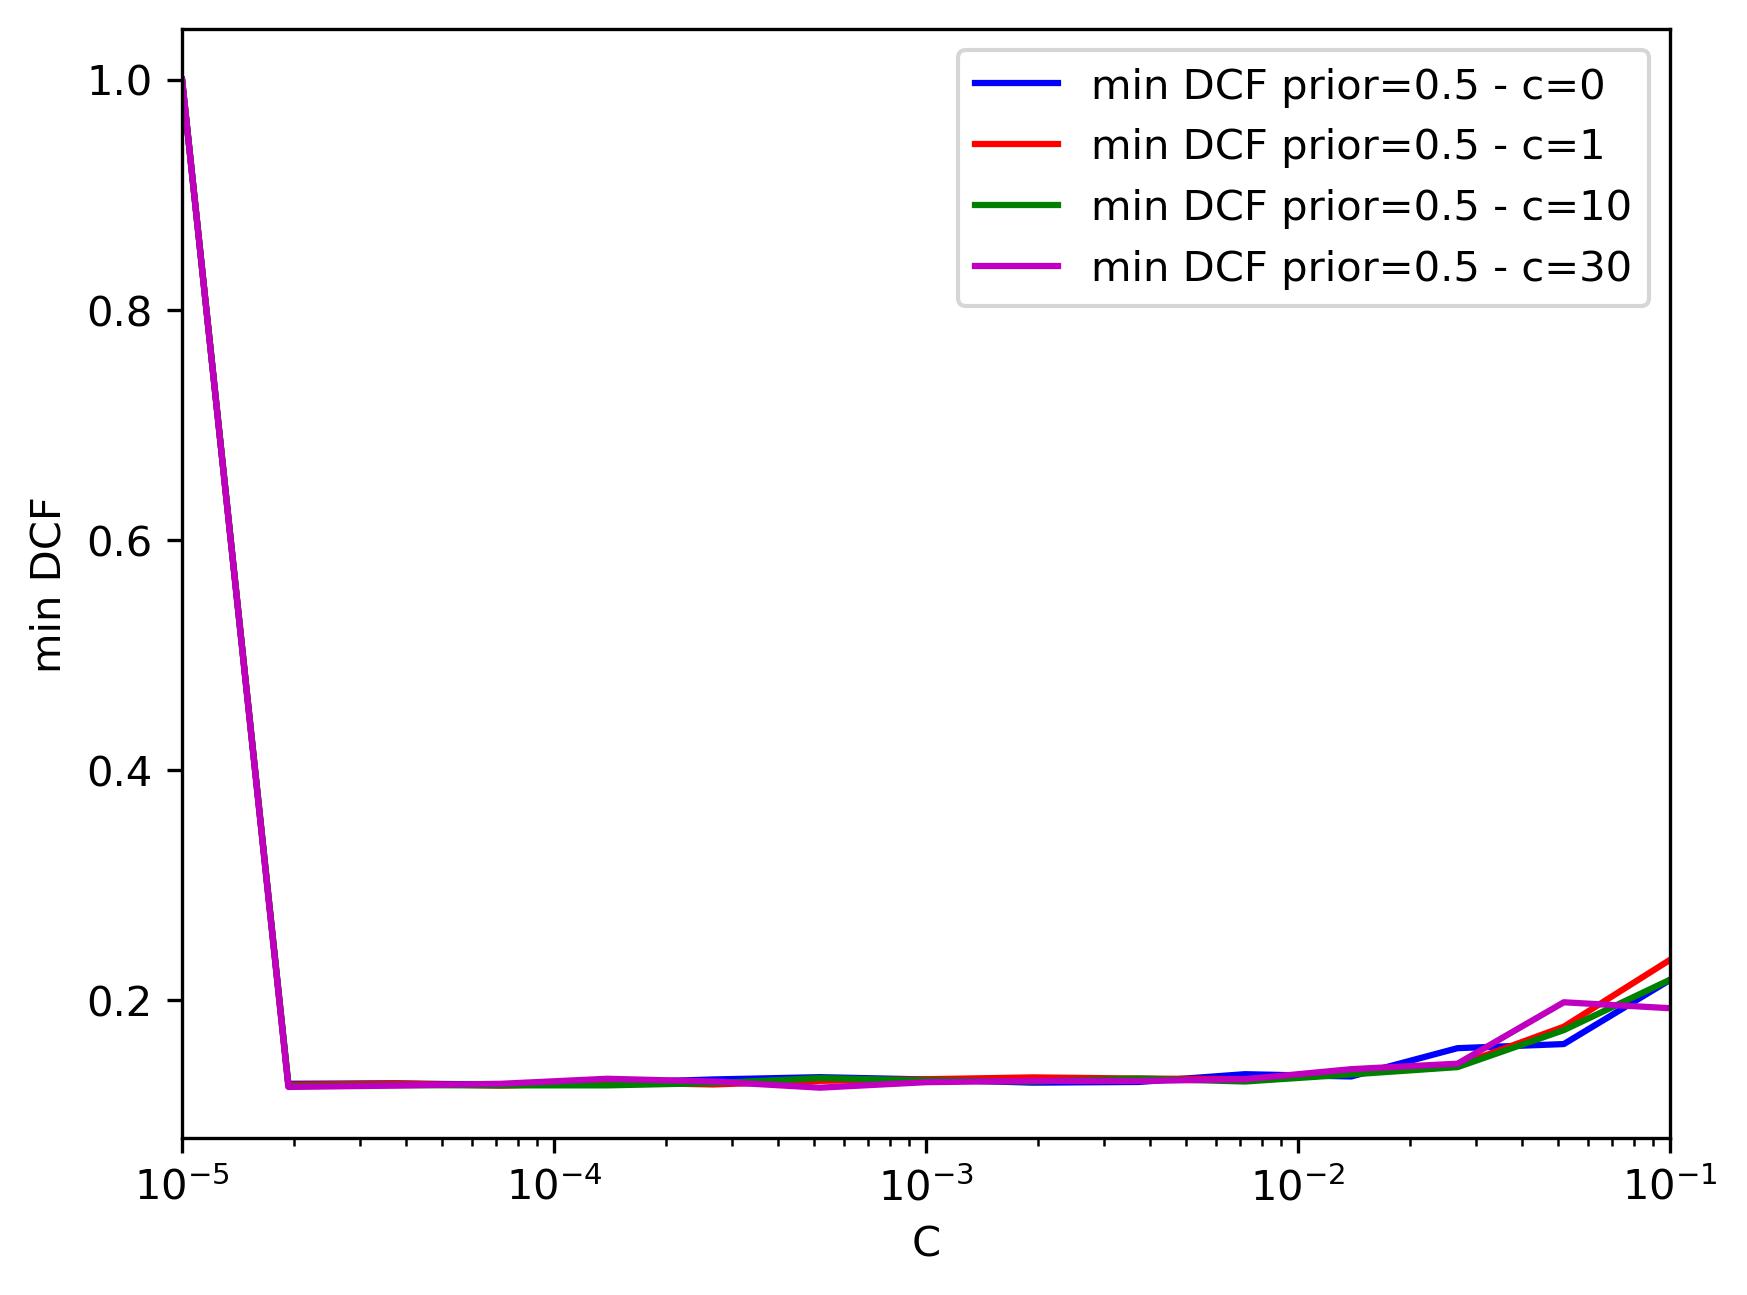 min DCF prior=0.5 - c=0
min DCF prior=0.5 - c=1
min DCF prior=0.5 - c=10
min DCF prior=0.5 - c=30
1.0
0.8
0.6
0.4
0.2
min DCF
10⁻⁵ 10⁻⁴ 10⁻³ 10⁻² 10⁻¹
C